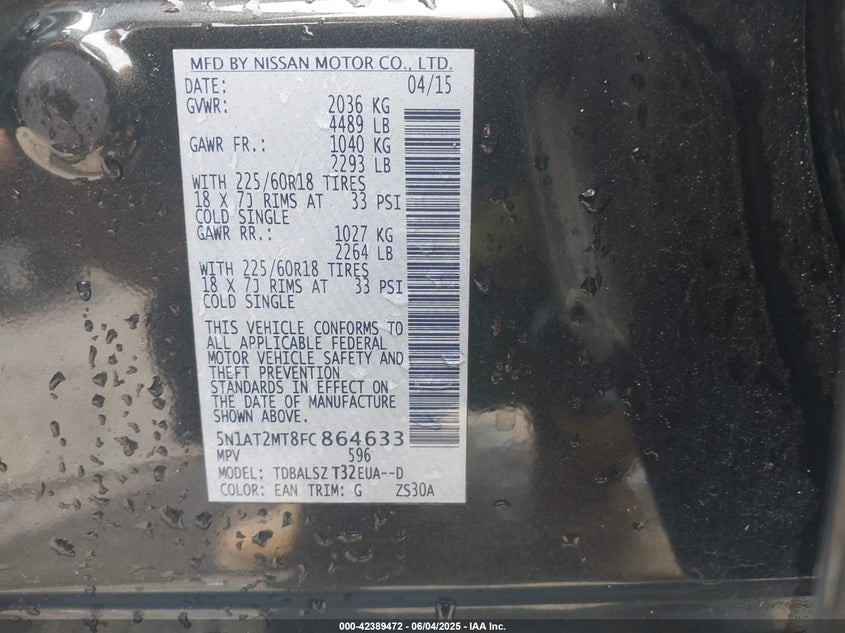 MFD BY NISSAN MOTOR CO., LTD.
DATE: 04/15
GVWR: 2036 KG
4489 LB
GAWR FR.: 1040 KG
2293 LB
WITH 225/60R18 TIRES
18 X 7J RIMS AT 33 PSI
COLD SINGLE
GAWR RR.: 1027 KG
2264 LB
WITH 225/60R18 TIRES
18 X 7J RIMS AT 33 PSI
COLD SINGLE
THIS VEHICLE CONFORMS TO
ALL APPLICABLE FEDERAL
MOTOR VEHICLE SAFETY AND
THEFT PREVENTION
STANDARDS IN EFFECT ON
THE DATE OF MANUFACTURE
SHOWN ABOVE.
5N1AT2MT8FC864633
MPV 596
MODEL: TDBALSZ T32EUA--D
COLOR: EAN TRIM: G ZS30A
000-42389472 - 06/04/2025 - IAA Inc.